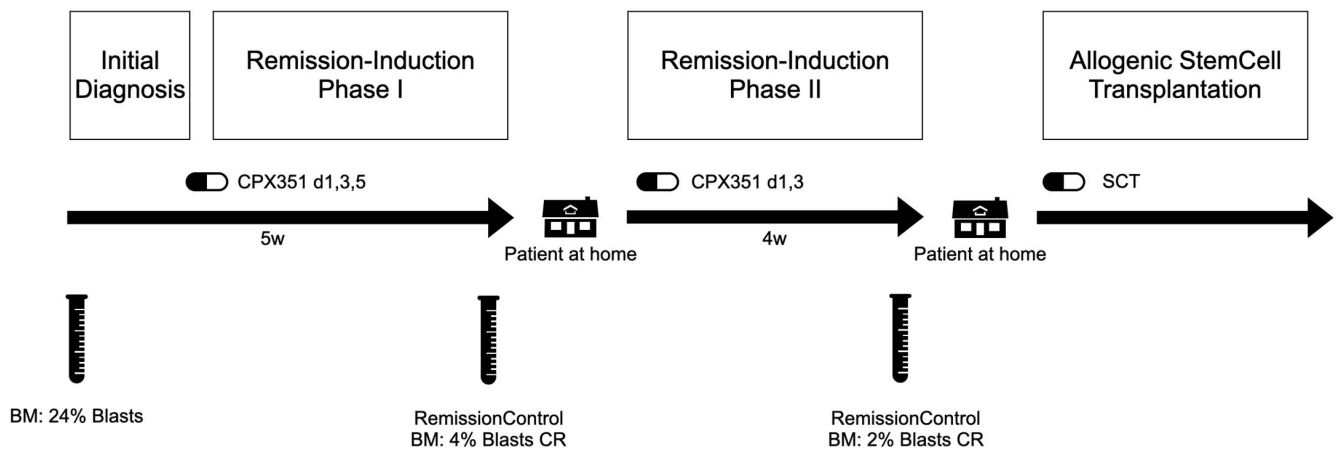 Initial
Diagnosis
Remission-Induction
Phase I
Remission-Induction
Phase II
Allogenic StemCell
Transplantation
CPX351 d1,3,5
CPX351 d1,3
SCT
5w
4w
Patient at home
Patient at home
BM: 24% Blasts
RemissionControl
BM: 4% Blasts CR
RemissionControl
BM: 2% Blasts CR